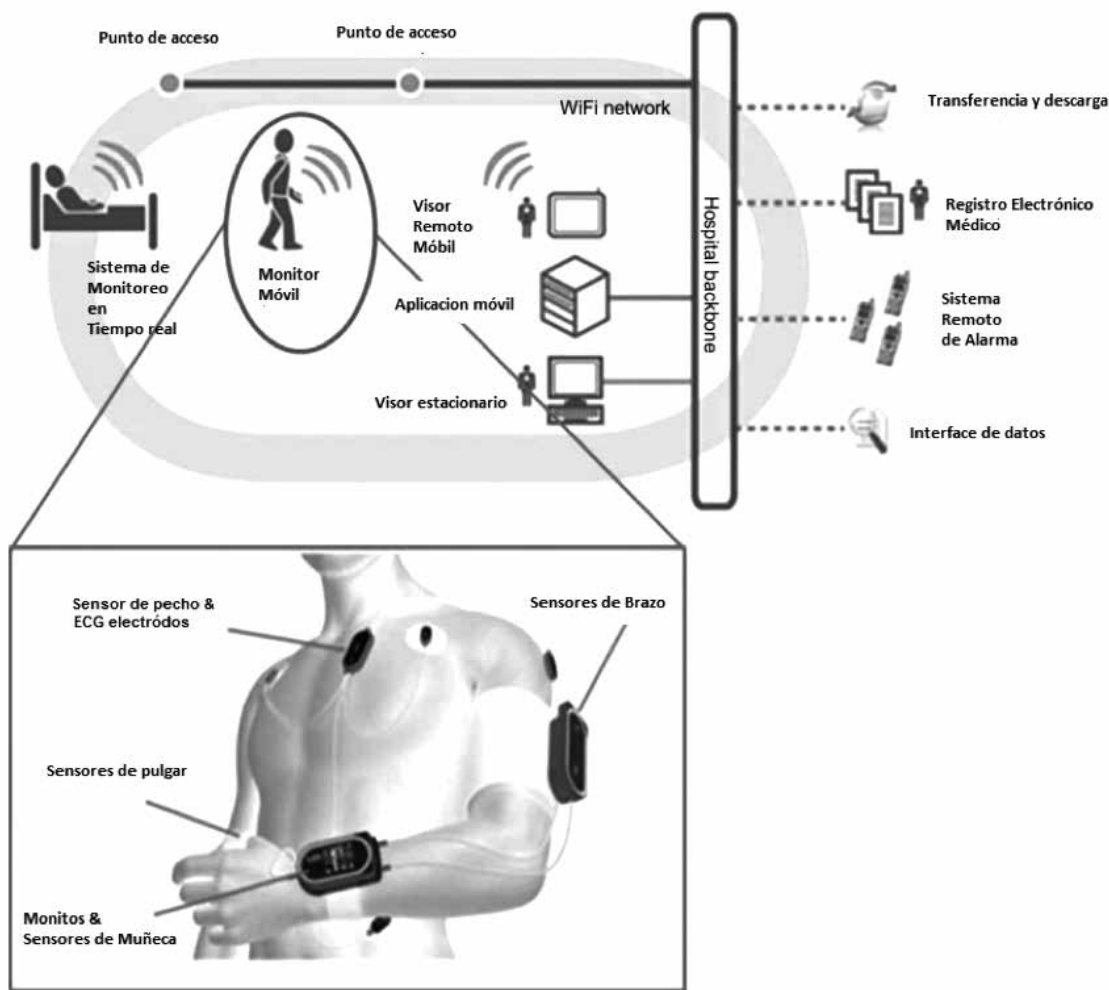 Punto de acceso
Punto de acceso
WiFi network
Transferencia y descarga
Registro Electrónico
Médico
Sistema
Remoto
de Alarma
Interface de datos
Hospital backbone
Visor
Remoto
Móbil
Aplicacion móvil
Visor estacionario
Monitor
Móvil
Sistema de
Monitoreo
en
Tiempo real
Sensor de pecho &
ECG electródos
Sensores de Brazo
Sensores de pulgar
Monitos &
Sensores de Muñeca